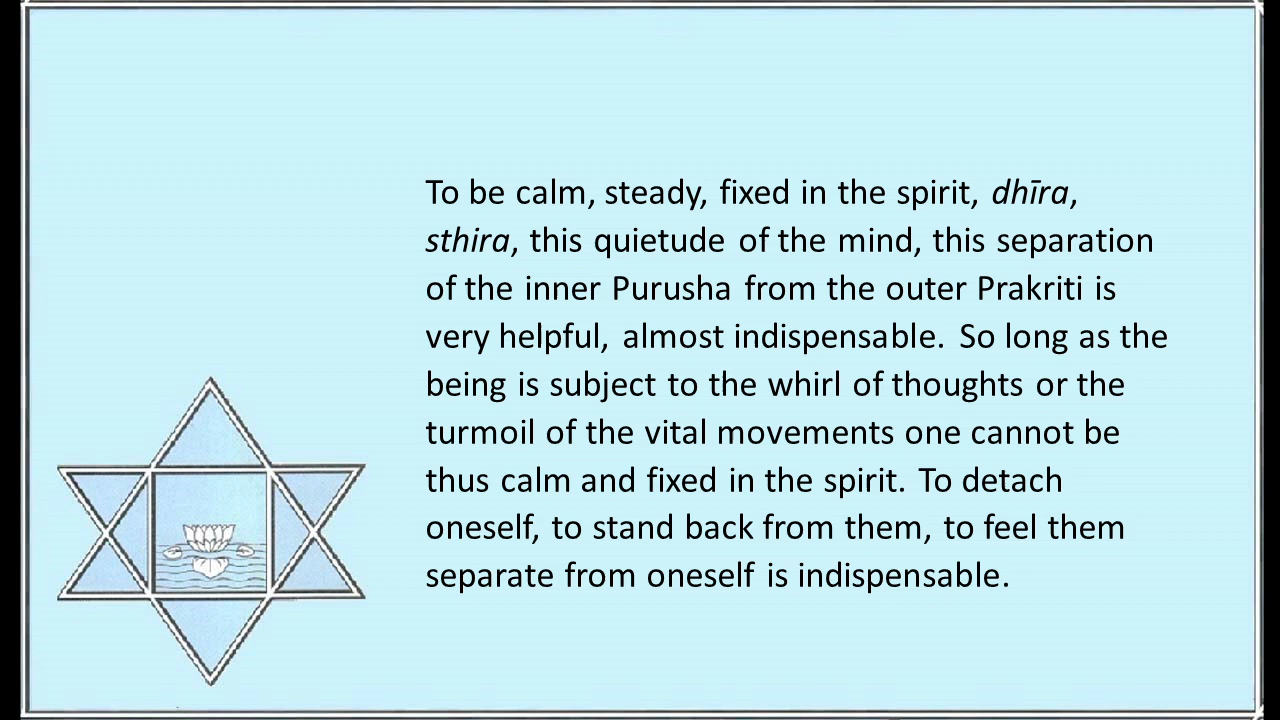 To be calm, steady, fixed in the spirit, dhīra,
sthira, this quietude of the mind, this separation
of the inner Purusha from the outer Prakriti is
very helpful, almost indispensable. So long as the
being is subject to the whirl of thoughts or the
turmoil of the vital movements one cannot be
thus calm and fixed in the spirit. To detach
oneself, to stand back from them, to feel them
separate from oneself is indispensable.